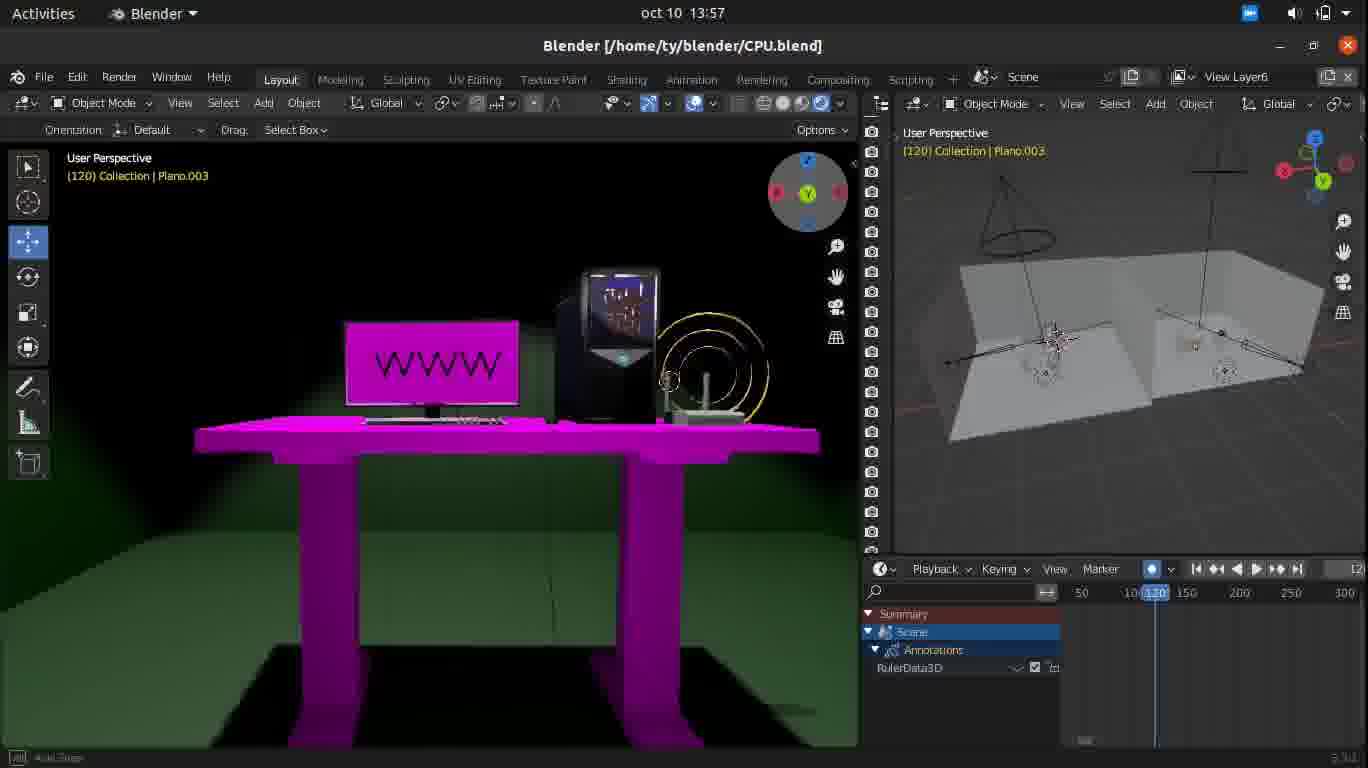 Activities Blender oct 10 13:57
Blender [/home/ty/blender/CPU.blend]
File Edit Render Window Help Layout Modeling Sculpting UV Editing Texture Paint Shading Animation Rendering Compositing Scripting + Scene View Layer6
Object Mode View Select Add Object Global Object Mode View Select Add Object Global
Orientation: Default Drag: Select Box Options
User Perspective
(120) Collection | Plano.003
User Perspective
(120) Collection | Plano.003
Z
X Y
Z
X Y
WWW
Playback Keying View Marker
50 100 120 150 200 250 300
Summary
Scene
Annotations
RulerData3D
Auto Snap